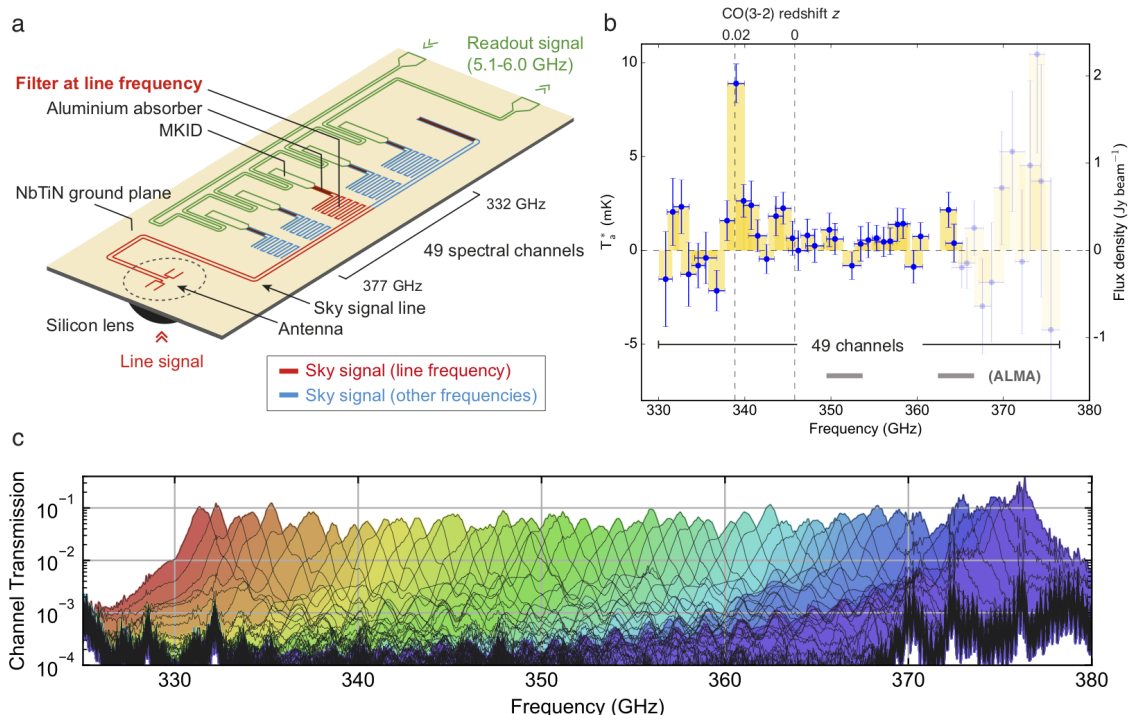 a
Readout signal
(5.1-6.0 GHz)
Filter at line frequency
Aluminium absorber
MKID
NbTiN ground plane
332 GHz
49 spectral channels
377 GHz
Sky signal line
Antenna
Silicon lens
Line signal
Sky signal (line frequency)
Sky signal (other frequencies)
b
CO(3-2) redshift z
0.02 0
10
5
0
-5
T*a (mK)
2
1
0
-1
Flux density (Jy beam−1)
49 channels
(ALMA)
330 340 350 360 370 380
Frequency (GHz)
c
Channel Transmission
10−1
10−2
10−3
10−4
330 340 350 360 370 380
Frequency (GHz)